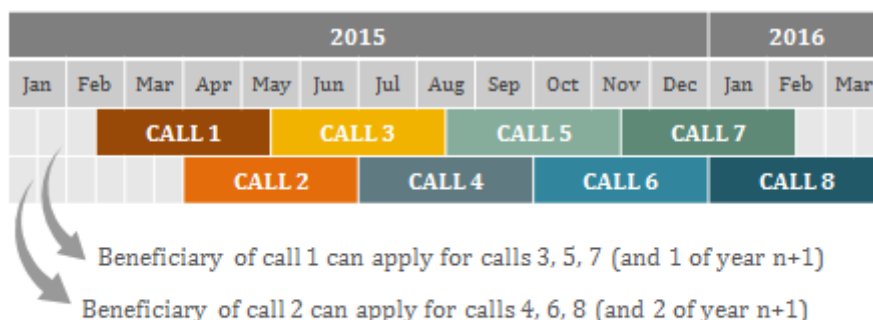 2015 2016
Jan Feb Mar Apr May Jun Jul Aug Sep Oct Nov Dec Jan Feb Mar
CALL 1 CALL 3 CALL 5 CALL 7
CALL 2 CALL 4 CALL 6 CALL 8
Beneficiary of call 1 can apply for calls 3, 5, 7 (and 1 of year n+1)
Beneficiary of call 2 can apply for calls 4, 6, 8 (and 2 of year n+1)